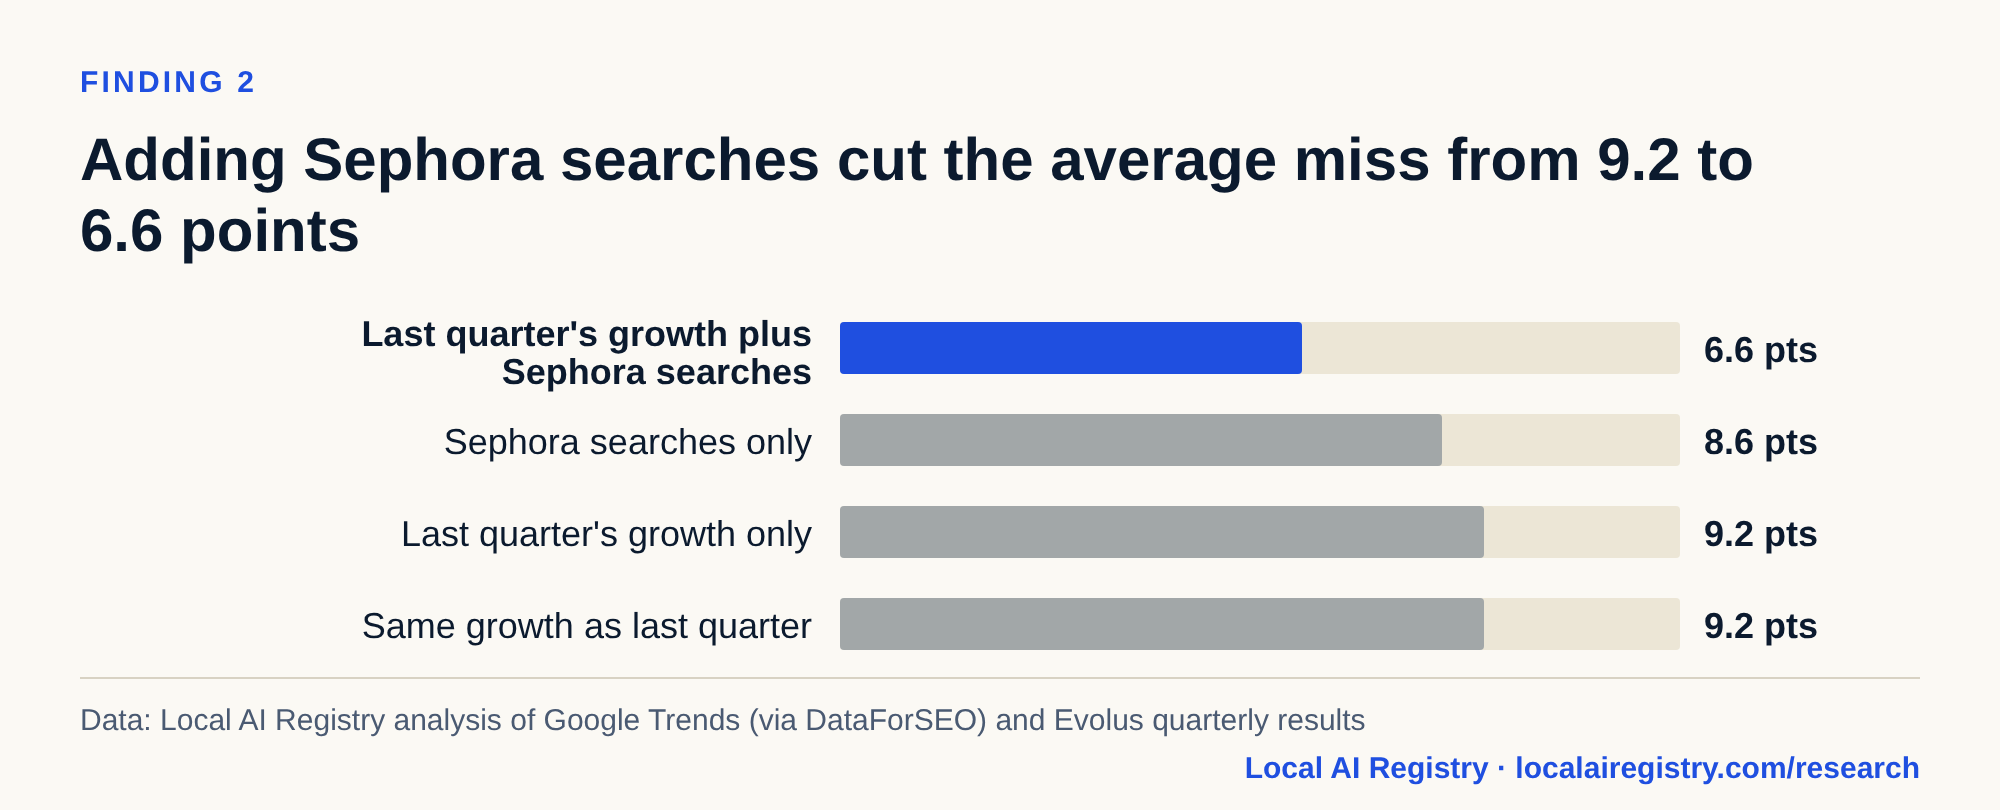 FINDING 2
Adding Sephora searches cut the average miss from 9.2 to
6.6 points
Last quarter's growth plus
Sephora searches
6.6 pts
Sephora searches only
8.6 pts
Last quarter's growth only
9.2 pts
Same growth as last quarter
9.2 pts
Data: Local AI Registry analysis of Google Trends (via DataForSEO) and Evolus quarterly results
Local AI Registry · localairegistry.com/research